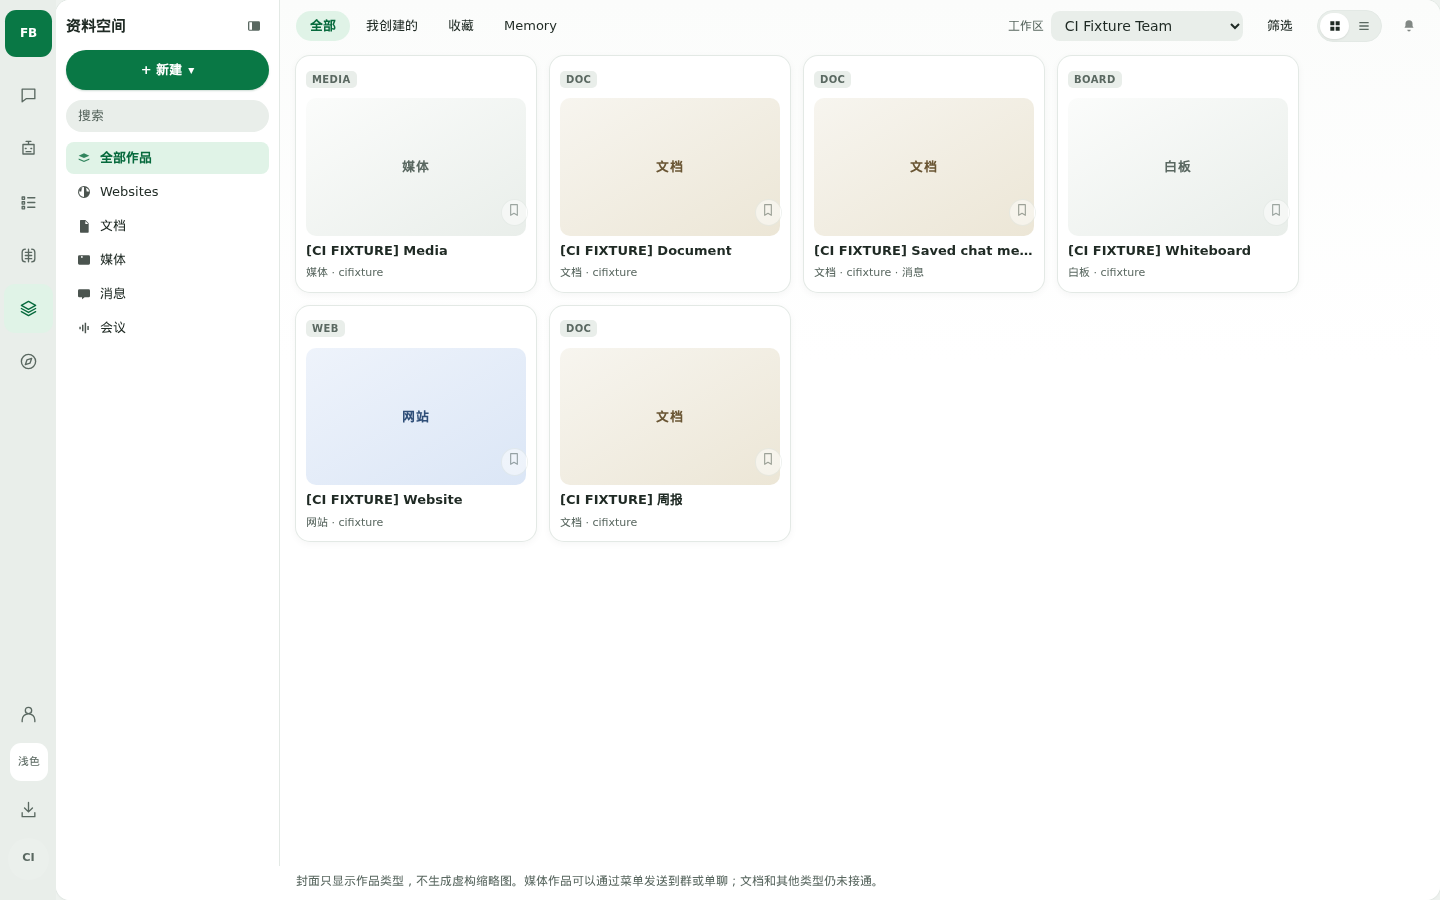 FB
资料空间
+ 新建 ▾
搜索
全部作品
Websites
文档
媒体
消息
会议
浅色
CI
全部 我创建的 收藏 Memory
工作区 CI Fixture Team 筛选
MEDIA
媒体
[CI FIXTURE] Media
媒体 · cifixture
DOC
文档
[CI FIXTURE] Document
文档 · cifixture
DOC
文档
[CI FIXTURE] Saved chat me…
文档 · cifixture · 消息
BOARD
白板
[CI FIXTURE] Whiteboard
白板 · cifixture
WEB
网站
[CI FIXTURE] Website
网站 · cifixture
DOC
文档
[CI FIXTURE] 周报
文档 · cifixture
封面只显示作品类型，不生成虚构缩略图。媒体作品可以通过菜单发送到群或单聊；文档和其他类型仍未接通。